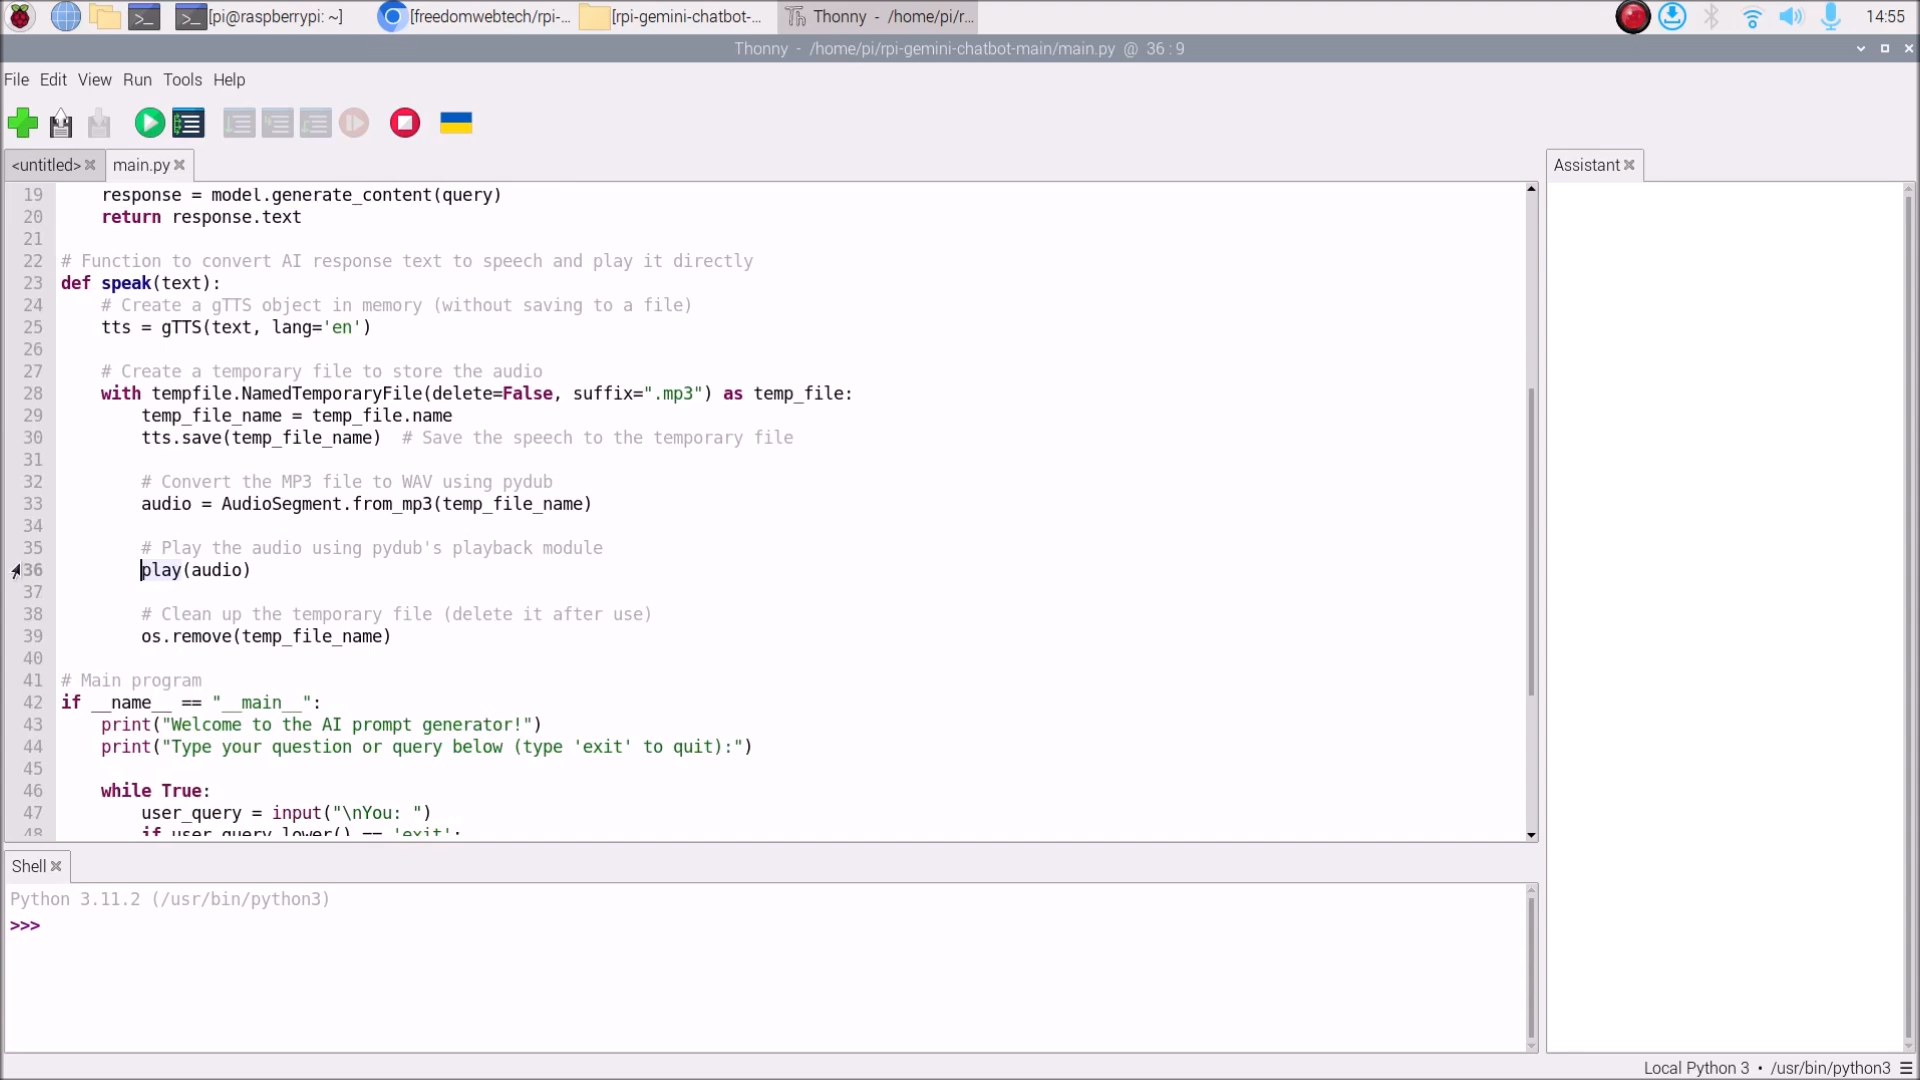 [pi@raspberrypi: ~]
[freedomwebtech/rpi-...
[rpi-gemini-chatbot-...
Thonny - /home/pi/r...
14:55
Thonny - /home/pi/rpi-gemini-chatbot-main/main.py @ 36 : 9
File Edit View Run Tools Help
<untitled> main.py
Assistant
19 response = model.generate_content(query)
20 return response.text
21
22 # Function to convert AI response text to speech and play it directly
23 def speak(text):
24 # Create a gTTS object in memory (without saving to a file)
25 tts = gTTS(text, lang='en')
26
27 # Create a temporary file to store the audio
28 with tempfile.NamedTemporaryFile(delete=False, suffix=".mp3") as temp_file:
29 temp_file_name = temp_file.name
30 tts.save(temp_file_name)  # Save the speech to the temporary file
31
32 # Convert the MP3 file to WAV using pydub
33 audio = AudioSegment.from_mp3(temp_file_name)
34
35 # Play the audio using pydub's playback module
36 play(audio)
37
38 # Clean up the temporary file (delete it after use)
39 os.remove(temp_file_name)
40
41 # Main program
42 if __name__ == "__main__":
43 print("Welcome to the AI prompt generator!")
44 print("Type your question or query below (type 'exit' to quit):")
45
46 while True:
47 user_query = input("\nYou: ")
48 if user_query.lower() == 'exit':
Shell
Python 3.11.2 (/usr/bin/python3)
>>>
Local Python 3 • /usr/bin/python3 ☰